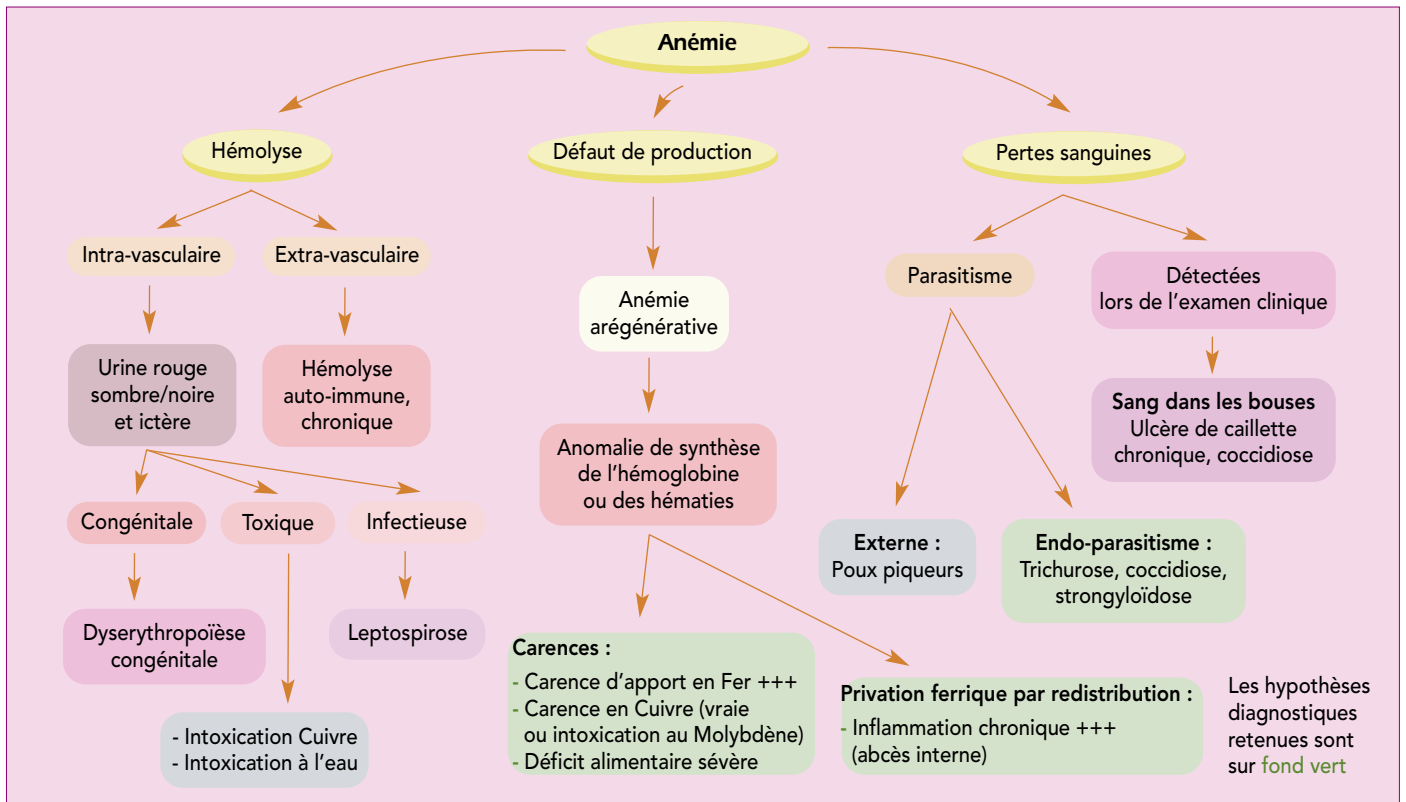 Anémie
Hémolyse
Défaut de production
Pertes sanguines
Intra-vasculaire
Extra-vasculaire
Parasitisme
Détectées
lors de l'examen clinique
Anémie
arégénérative
Urine rouge
sombre/noire
et ictère
Hémolyse
auto-immune,
chronique
Sang dans les bouses
Ulcère de caillette
chronique, coccidiose
Anomalie de synthèse
de l'hémoglobine
ou des hématies
Congénitale
Toxique
Infectieuse
Externe :
Poux piqueurs
Endo-parasitisme :
Trichurose, coccidiose,
strongyloïdose
Dyserythropoïèse
congénitale
Leptospirose
Carences :
- Carence d'apport en Fer +++
- Carence en Cuivre (vraie
ou intoxication au Molybdène)
- Déficit alimentaire sévère
Privation ferrique par redistribution :
- Inflammation chronique +++
(abcès interne)
Les hypothèses
diagnostiques
retenues sont
sur fond vert
- Intoxication Cuivre
- Intoxication à l'eau